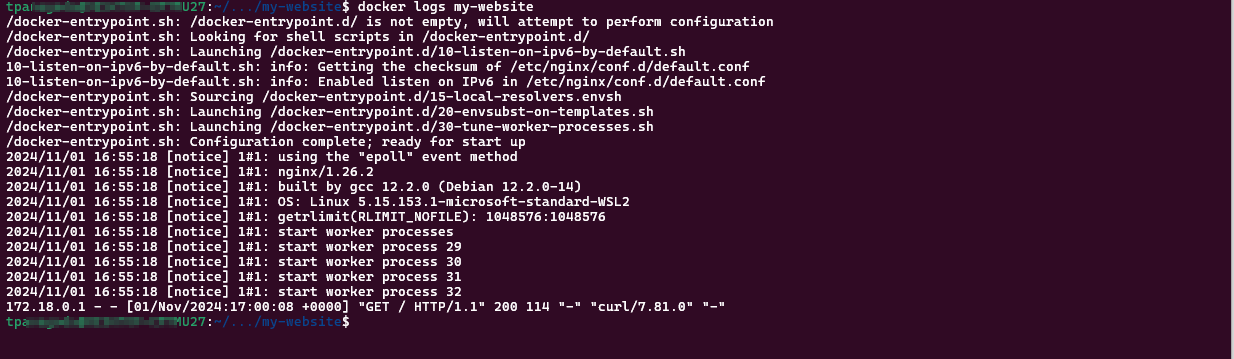 tpa MU27:~/.../my-website$ docker logs my-website
/docker-entrypoint.sh: /docker-entrypoint.d/ is not empty, will attempt to perform configuration
/docker-entrypoint.sh: Looking for shell scripts in /docker-entrypoint.d/
/docker-entrypoint.sh: Launching /docker-entrypoint.d/10-listen-on-ipv6-by-default.sh
10-listen-on-ipv6-by-default.sh: info: Getting the checksum of /etc/nginx/conf.d/default.conf
10-listen-on-ipv6-by-default.sh: info: Enabled listen on IPv6 in /etc/nginx/conf.d/default.conf
/docker-entrypoint.sh: Sourcing /docker-entrypoint.d/15-local-resolvers.envsh
/docker-entrypoint.sh: Launching /docker-entrypoint.d/20-envsubst-on-templates.sh
/docker-entrypoint.sh: Launching /docker-entrypoint.d/30-tune-worker-processes.sh
/docker-entrypoint.sh: Configuration complete; ready for start up
2024/11/01 16:55:18 [notice] 1#1: using the "epoll" event method
2024/11/01 16:55:18 [notice] 1#1: nginx/1.26.2
2024/11/01 16:55:18 [notice] 1#1: built by gcc 12.2.0 (Debian 12.2.0-14)
2024/11/01 16:55:18 [notice] 1#1: OS: Linux 5.15.153.1-microsoft-standard-WSL2
2024/11/01 16:55:18 [notice] 1#1: getrlimit(RLIMIT_NOFILE): 1048576:1048576
2024/11/01 16:55:18 [notice] 1#1: start worker processes
2024/11/01 16:55:18 [notice] 1#1: start worker process 29
2024/11/01 16:55:18 [notice] 1#1: start worker process 30
2024/11/01 16:55:18 [notice] 1#1: start worker process 31
2024/11/01 16:55:18 [notice] 1#1: start worker process 32
172.18.0.1 - - [01/Nov/2024:17:00:08 +0000] "GET / HTTP/1.1" 200 114 "-" "curl/7.81.0" "-"
tpa MU27:~/.../my-website$